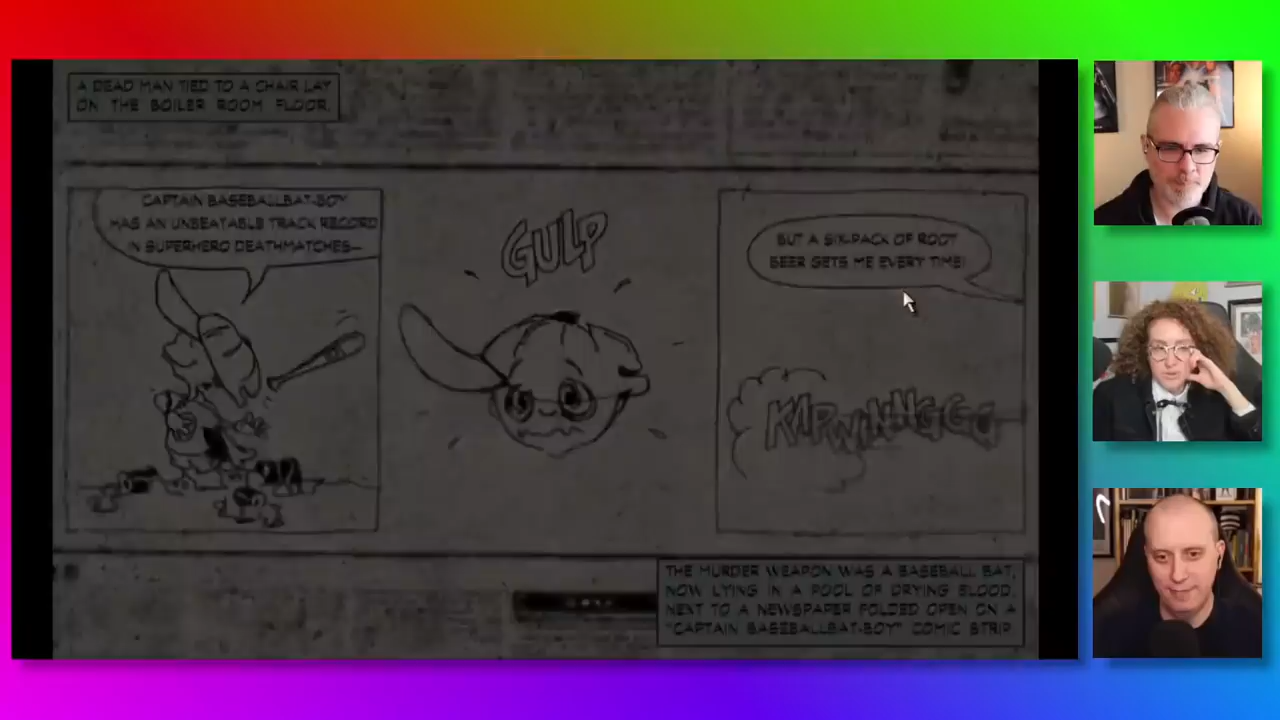 A DEAD MAN TIED TO A CHAIR LAY
ON THE BOILER ROOM FLOOR.
CAPTAIN BASEBALLBAT-BOY
HAS AN UNBEATABLE TRACK RECORD
IN SUPERHERO DEATHMATCHES—
GULP
BUT A SIX-PACK OF ROOT
BEER GETS ME EVERY TIME!
THE MURDER WEAPON WAS A BASEBALL BAT,
NOW LYING IN A POOL OF DRYING BLOOD,
NEXT TO A NEWSPAPER FOLDED OPEN ON A
"CAPTAIN BASEBALLBAT-BOY" COMIC STRIP.